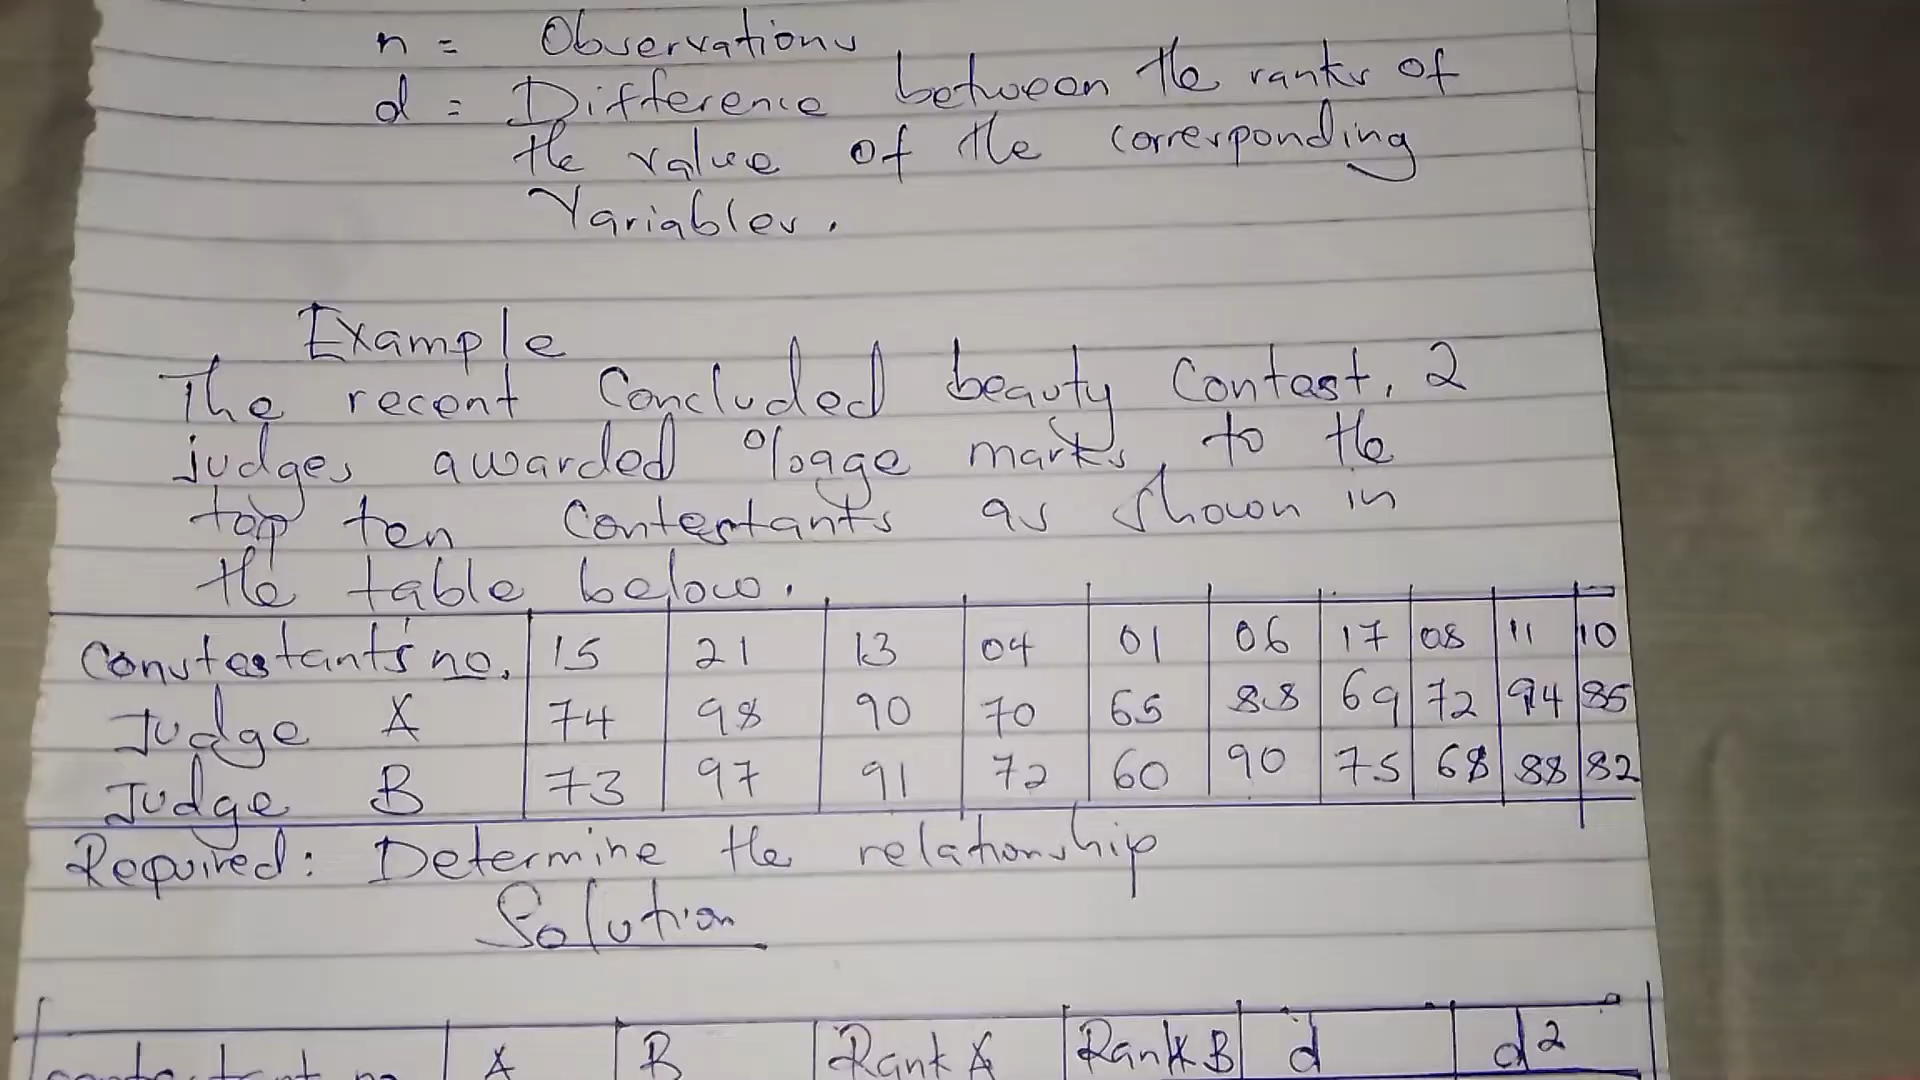 n = Observations
d = Difference between the ranks of
the value of the corresponding
Variables.
Example
The recent Concluded beauty Contest, 2
judges awarded %age marks, to the
top ten Contestants as shown in
the table below.
Contestants no. 15 21 13 04 01 06 17 08 11 10
Judge A 74 98 90 70 65 88 69 72 94 85
Judge B 73 97 91 72 60 90 75 68 88 82
Required: Determine the relationship
Solution
contestant no A B Rank A Rank B d d²